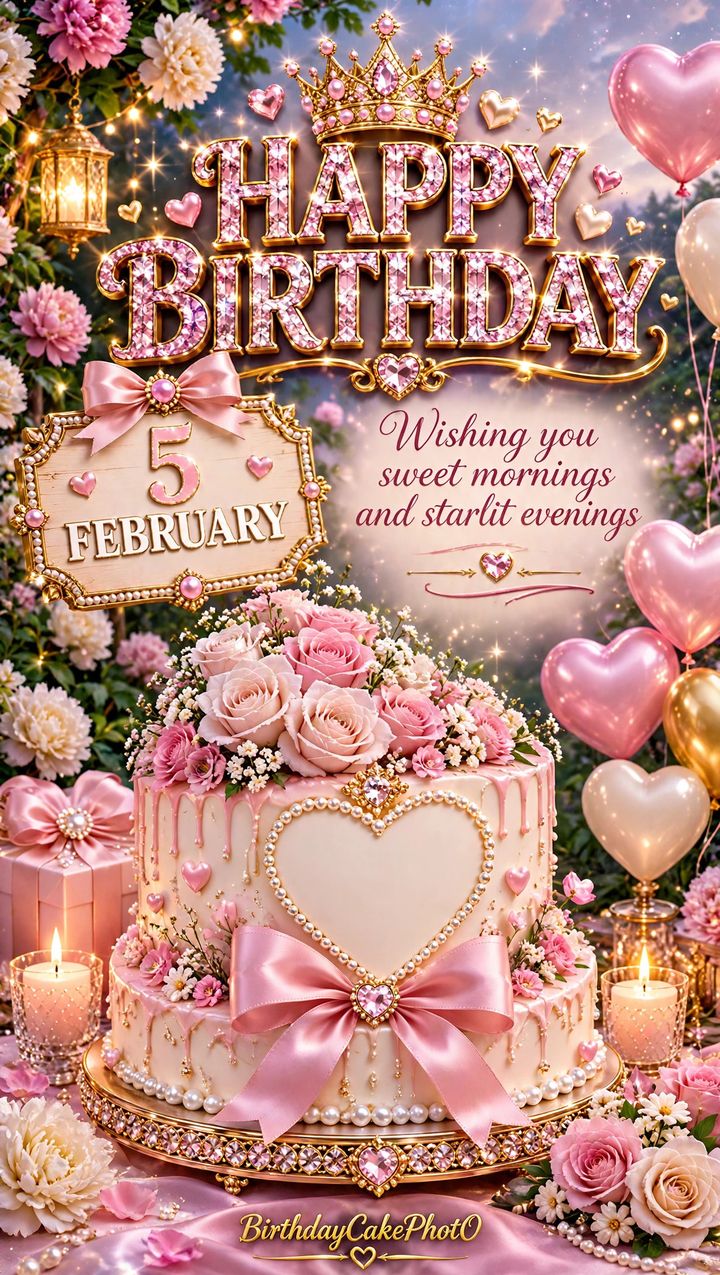 HAPPY
BIRTHDAY
5
FEBRUARY
Wishing you
sweet mornings
and starlit evenings
BirthdayCakePhotO